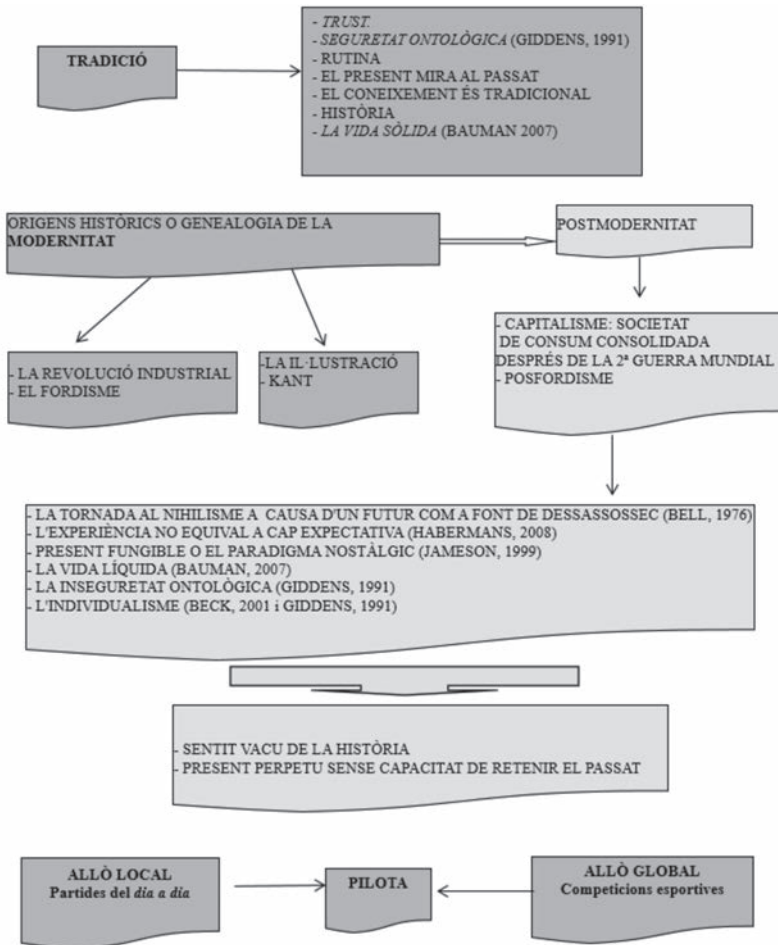 TRADICIÓ
- TRUST.
- SEGURETAT ONTOLÒGICA (GIDDENS, 1991)
- RUTINA
- EL PRESENT MIRA AL PASSAT
- EL CONEIXEMENT ÉS TRADICIONAL
- HISTÒRIA
- LA VIDA SÒLIDA (BAUMAN 2007)
ORIGENS HISTÒRICS O GENEALOGIA DE LA
MODERNITAT
POSTMODERNITAT
- LA REVOLUCIÓ INDUSTRIAL
- EL FORDISME
-LA IL·LUSTRACIÓ
- KANT
- CAPITALISME: SOCIETAT
DE CONSUM CONSOLIDADA
DESPRÉS DE LA 2ª GUERRA MUNDIAL
- POSFORDISME
- LA TORNADA AL NIHILISME A CAUSA D'UN FUTUR COM A FONT DE DESSASSOSSEC (BELL, 1976)
- L'EXPERIÈNCIA NO EQUIVAL A CAP EXPECTATIVA (HABERMANS, 2008)
- PRESENT FUNGIBLE O EL PARADIGMA NOSTÀLGIC (JAMESON, 1999)
- LA VIDA LÍQUIDA (BAUMAN, 2007)
- LA INSEGURETAT ONTOLÓGICA (GIDDENS, 1991)
- L'INDIVIDUALISME (BECK, 2001 i GIDDENS, 1991)
- SENTIT VACU DE LA HISTÒRIA
- PRESENT PERPETU SENSE CAPACITAT DE RETENIR EL PASSAT
ALLÒ LOCAL
Partides del dia a dia
PILOTA
ALLÒ GLOBAL
Competicions esportives